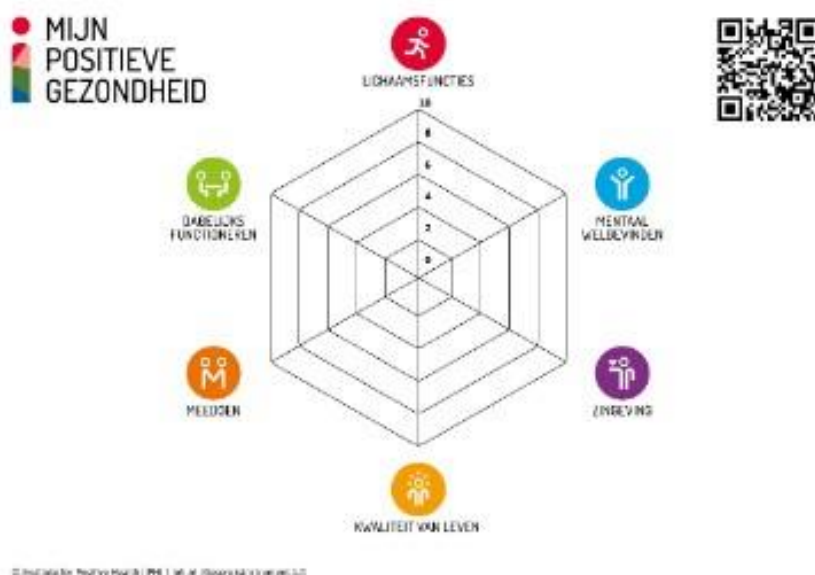 MIJN
POSITIEVE
GEZONDHEID
LICHAAMSFUNCTIES
10
8
6
4
2
0
DAGELIJKS
FUNCTIONEREN
MENTAAL
WELBEVINDEN
MEEDOEN
ZINGEVING
KWALITEIT VAN LEVEN